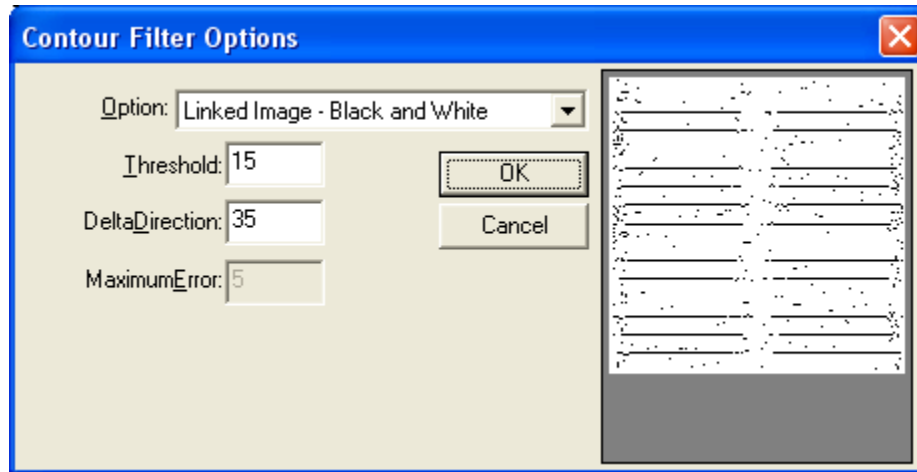 Contour Filter Options
Option: Linked Image - Black and White
Threshold: 15
OK
DeltaDirection: 35
Cancel
MaximumError: 5